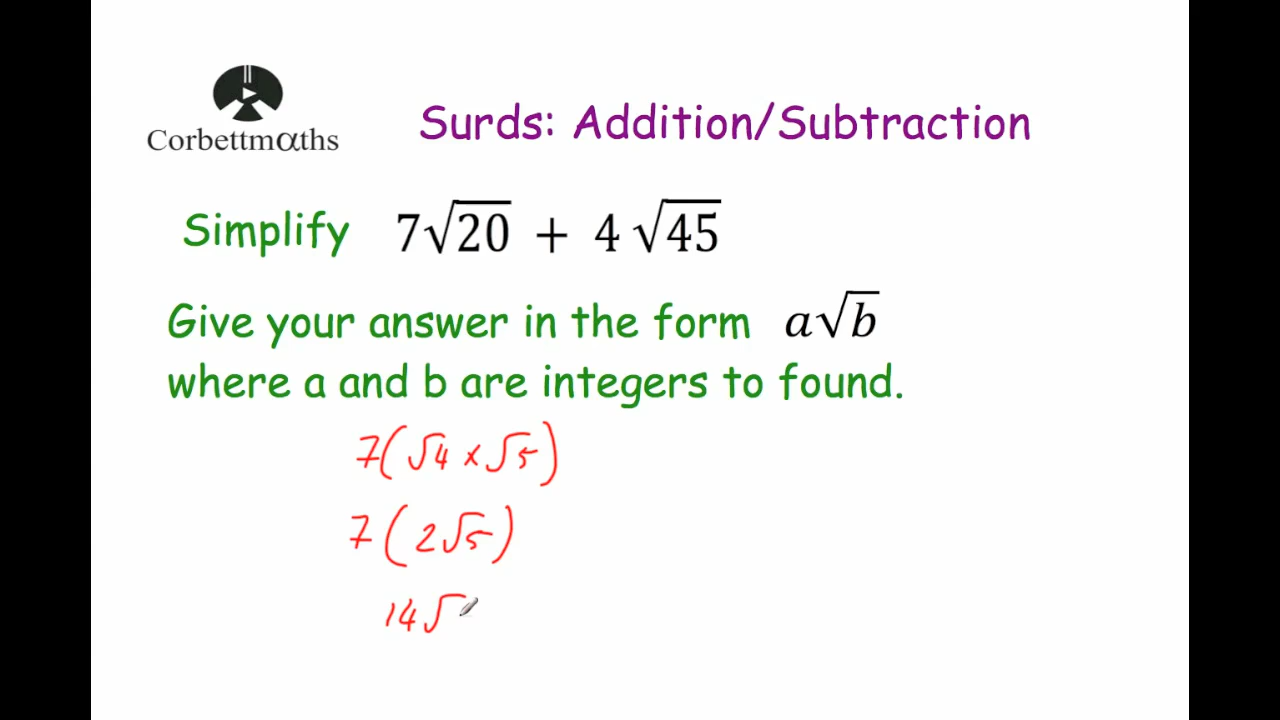 Corbettmαths
Surds: Addition/Subtraction
Simplify 7√20 + 4√45
Give your answer in the form a√b
where a and b are integers to found.
7(√4 × √5)
7(2√5)
14√